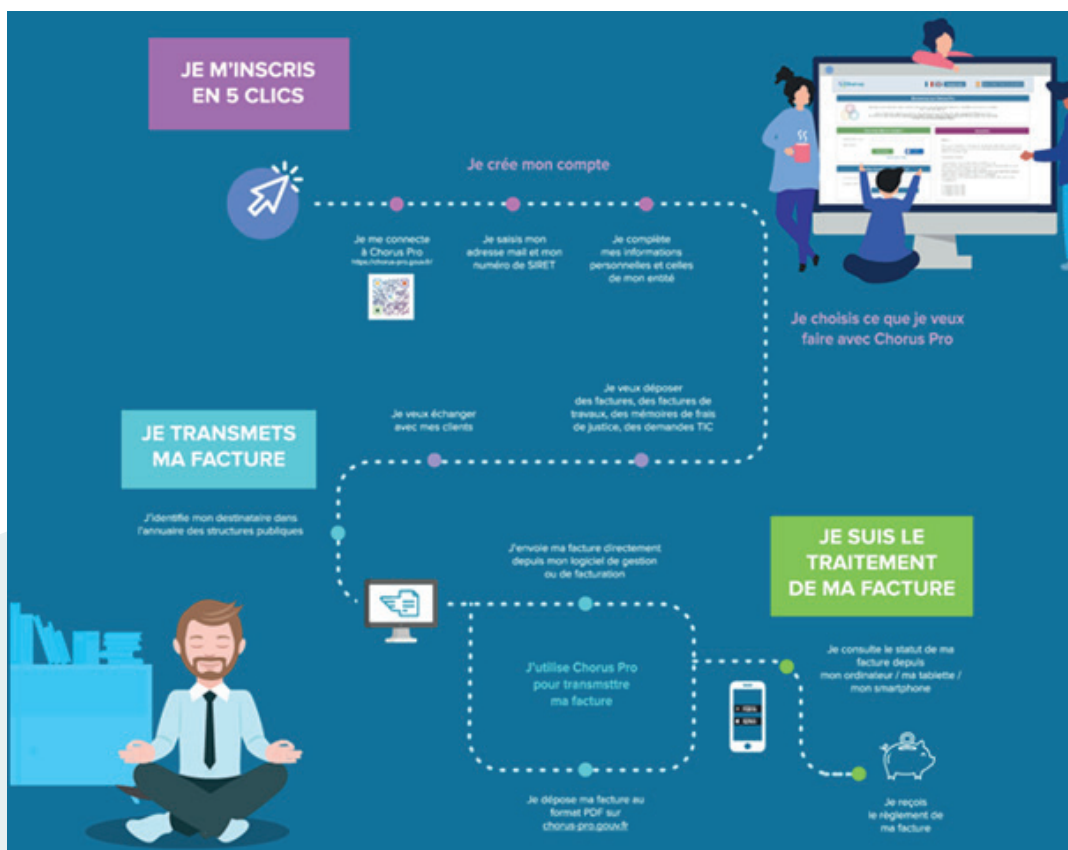 JE M'INSCRIS
EN 5 CLICS
Je crée mon compte
Je me connecte
à Chorus Pro
https://chorus-pro.gouv.fr/
Je saisis mon
adresse mail et mon
numéro de SIRET
Je complète
mes informations
personnelles et celles
de mon entité
Je choisis ce que je veux
faire avec Chorus Pro
Je veux déposer
des factures, des factures de
travaux, des mémoires de frais
de justice, des demandes TIC
Je veux échanger
avec mes clients
JE TRANSMETS
MA FACTURE
J'identifie mon destinataire dans
l'annuaire des structures publiques
J'envoie ma facture directement
depuis mon logiciel de gestion
ou de facturation
J'utilise Chorus Pro
pour transmsttre
ma facture
Je dépose ma facture au
format PDF sur
chorus-pro.gouv.fr
JE SUIS LE
TRAITEMENT
DE MA FACTURE
Je consulte le statut de ma
facture depuis
mon ordinateur / ma tablette /
mon smartphone
Je reçois
le règlement de
ma facture